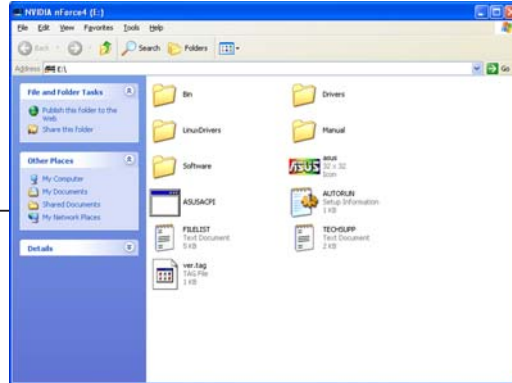 NVIDIA nForce4 (E:)
File Edit View Favorites Tools Help
Back Search Folders
Address E:\ Go
File and Folder Tasks
Publish this folder to the Web
Share this folder
Other Places
My Computer
My Documents
Shared Documents
My Network Places
Details
Bin
Drivers
LinuxDrivers
Manual
Software
asus
32 x 32
Icon
ASUSACPI
AUTORUN
Setup Information
1 KB
FILELIST
Text Document
5 KB
TECHSUPP
Text Document
2 KB
ver.tag
TAG File
1 KB